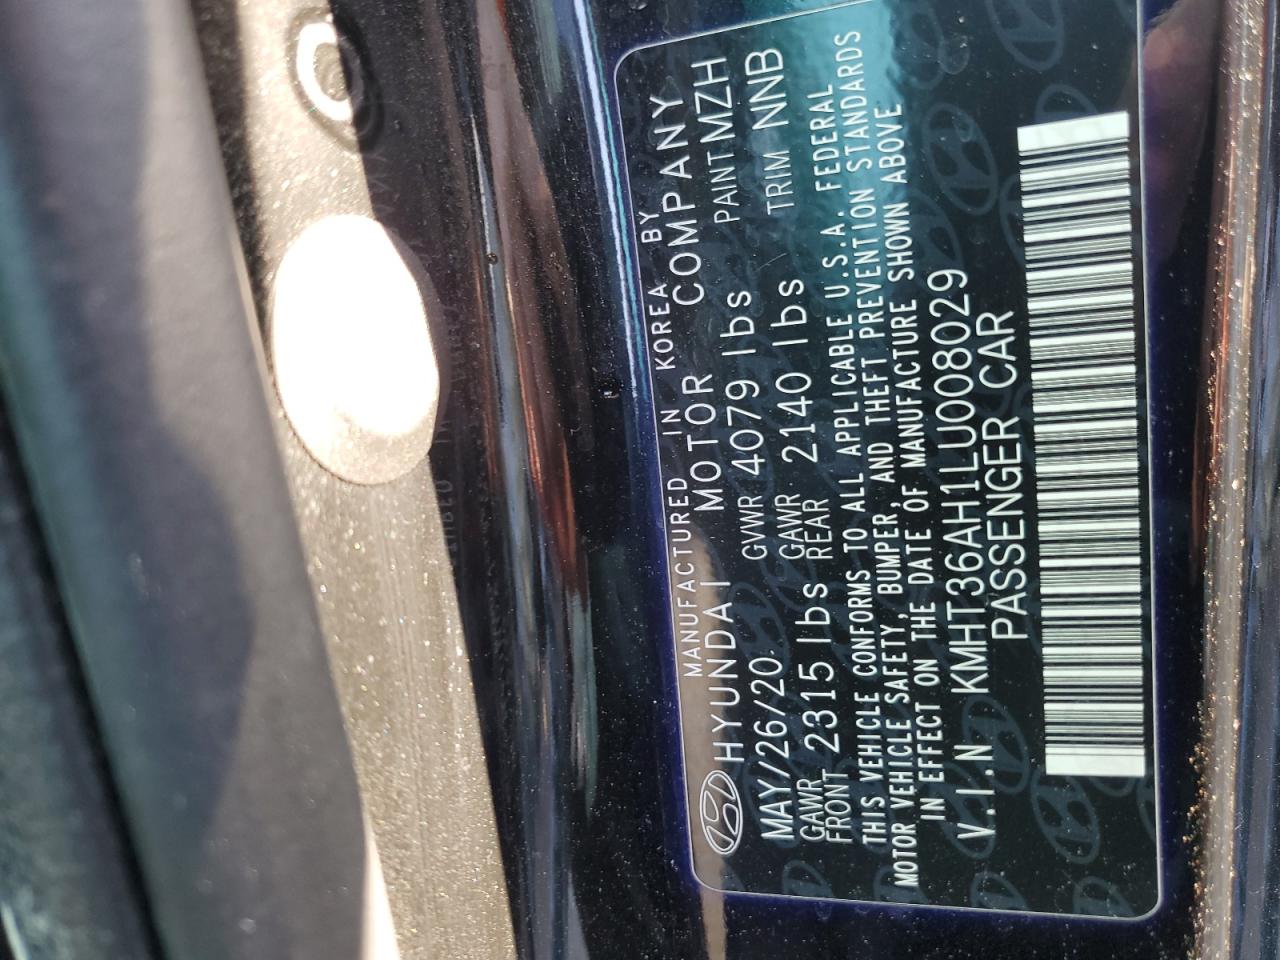 MANUFACTURED IN KOREA BY
HYUNDAI MOTOR COMPANY
MAY/26/20 GVWR 4079 lbs PAINT MZH
GAWR FRONT 2315 lbs GAWR REAR 2140 lbs TRIM NNB
THIS VEHICLE CONFORMS TO ALL APPLICABLE U.S.A. FEDERAL
MOTOR VEHICLE SAFETY, BUMPER, AND THEFT PREVENTION STANDARDS
IN EFFECT ON THE DATE OF MANUFACTURE SHOWN ABOVE
V.I.N KMHT36AH1LU008029
PASSENGER CAR